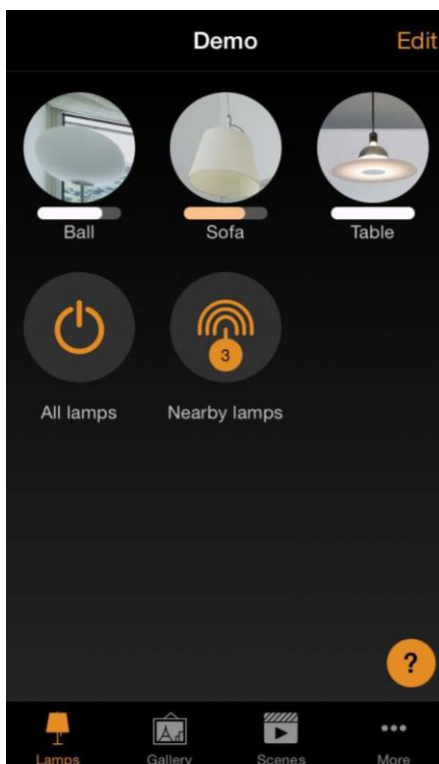 Demo
Edit
Ball
Sofa
Table
3
All lamps
Nearby lamps
?
Lamps
Gallery
Scenes
More